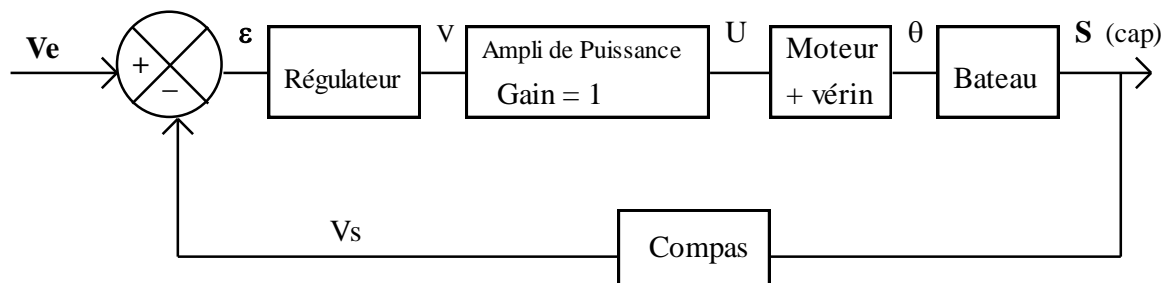 Ve
+
−
ε
Régulateur
V
Ampli de Puissance
Gain = 1
U
Moteur
+ vérin
θ
Bateau
S (cap)
Vs
Compas